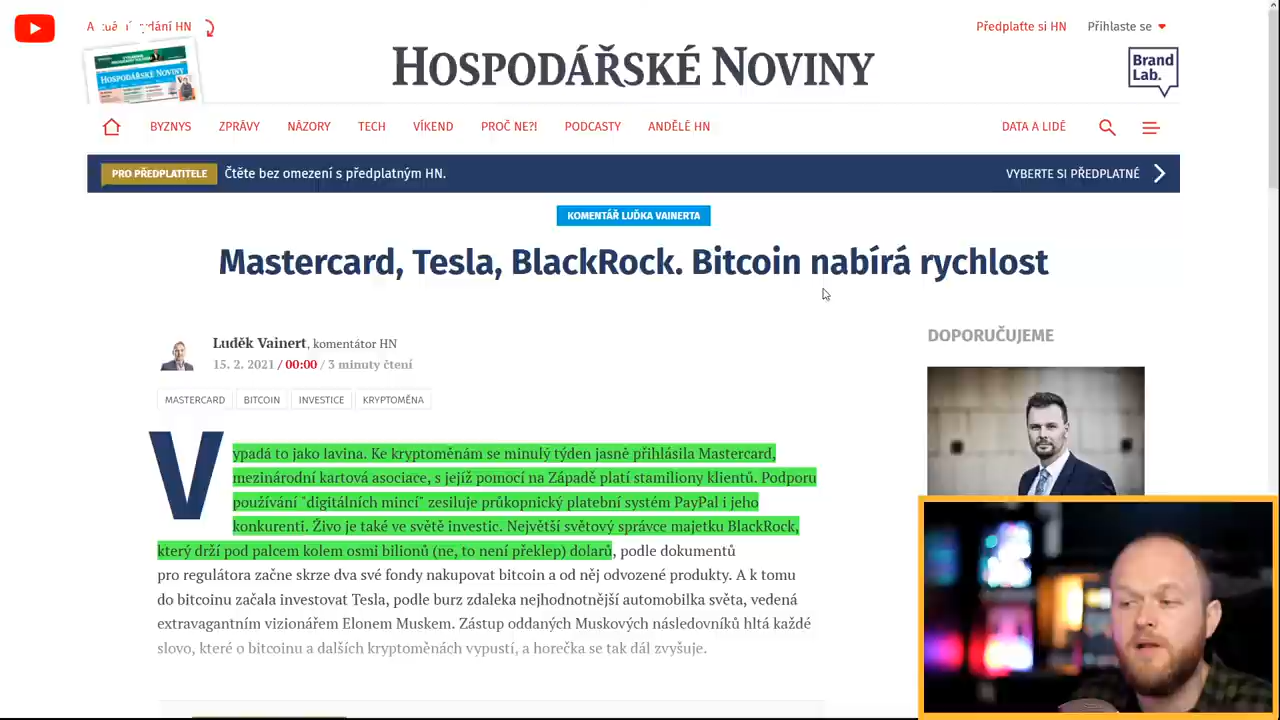 Aktuální vydání HN
Předplaťte si HN
Přihlaste se
HOSPODÁŘSKÉ NOVINY
HOSPODÁŘSKÉ NOVINY
Brand
Lab.
BYZNYS
ZPRÁVY
NÁZORY
TECH
VÍKEND
PROČ NE?!
PODCASTY
ANDĚLÉ HN
DATA A LIDÉ
PRO PŘEDPLATITELE
Čtěte bez omezení s předplatným HN.
VYBERTE SI PŘEDPLATNÉ
KOMENTÁŘ LUĎKA VAINERTA
Mastercard, Tesla, BlackRock. Bitcoin nabírá rychlost
Luděk Vainert, komentátor HN
15. 2. 2021 / 00:00 / 3 minuty čtení
DOPORUČUJEME
MASTERCARD
BITCOIN
INVESTICE
KRYPTOMĚNA
Vypadá to jako lavina. Ke kryptoměnám se minulý týden jasně přihlásila Mastercard,
mezinárodní kartová asociace, s jejíž pomocí na Západě platí stamiliony klientů. Podporu
používání "digitálních mincí" zesiluje průkopnický platební systém PayPal i jeho
konkurenti. Živo je také ve světě investic. Největší světový správce majetku BlackRock,
který drží pod palcem kolem osmi bilionů (ne, to není překlep) dolarů, podle dokumentů
pro regulátora začne skrze dva své fondy nakupovat bitcoin a od něj odvozené produkty. A k tomu
do bitcoinu začala investovat Tesla, podle burz zdaleka nejhodnotnější automobilka světa, vedená
extravagantním vizionářem Elonem Muskem. Zástup oddaných Muskových následovníků hltá každé
slovo, které o bitcoinu a dalších kryptoměnách vypustí, a horečka se tak dál zvyšuje.